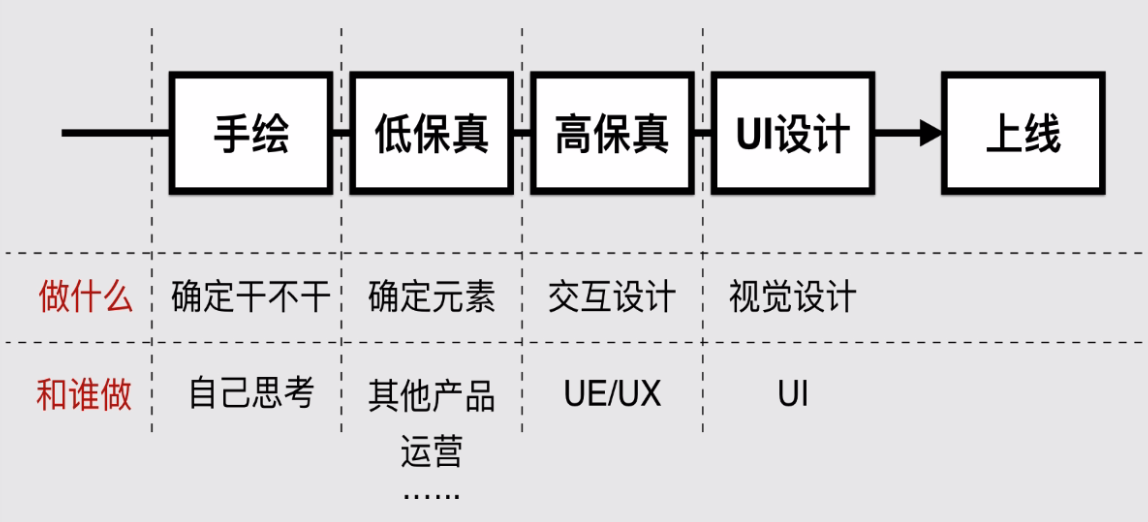 手绘 低保真 高保真 UI设计 上线
做什么 确定干不干 确定元素 交互设计 视觉设计
和谁做 自己思考 其他产品 UE/UX UI
运营
……